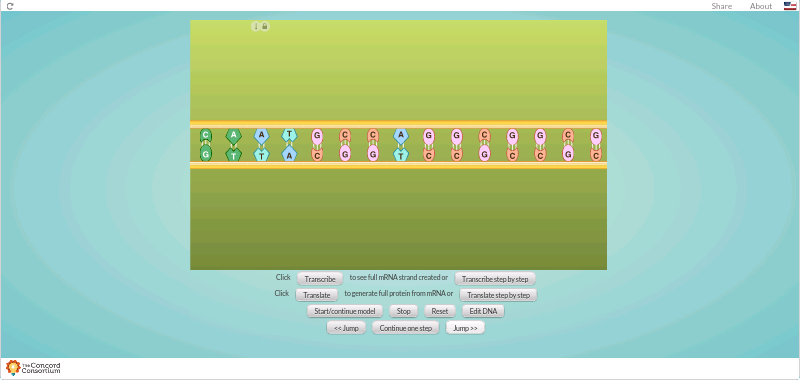 Share About
C A A T G C C A G G C G G C G
G T T A C G G T C C G C C G C
Click Transcribe to see full mRNA strand created or Transcribe step by step
Click Translate to generate full protein from mRNA or Translate step by step
Start/continue model Stop Reset Edit DNA
<< Jump Continue one step Jump >>
The Concord
Consortium